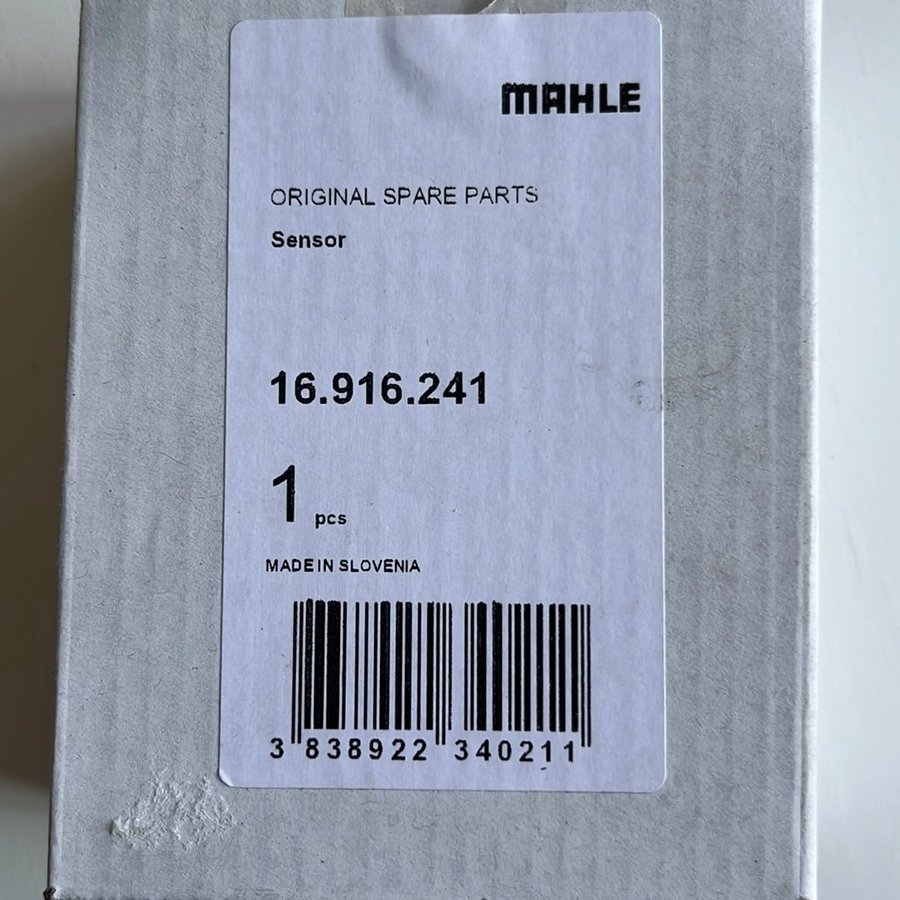 MAHLE
ORIGINAL SPARE PARTS
Sensor
16.916.241
1 pcs
MADE IN SLOVENIA
3 838922 340211